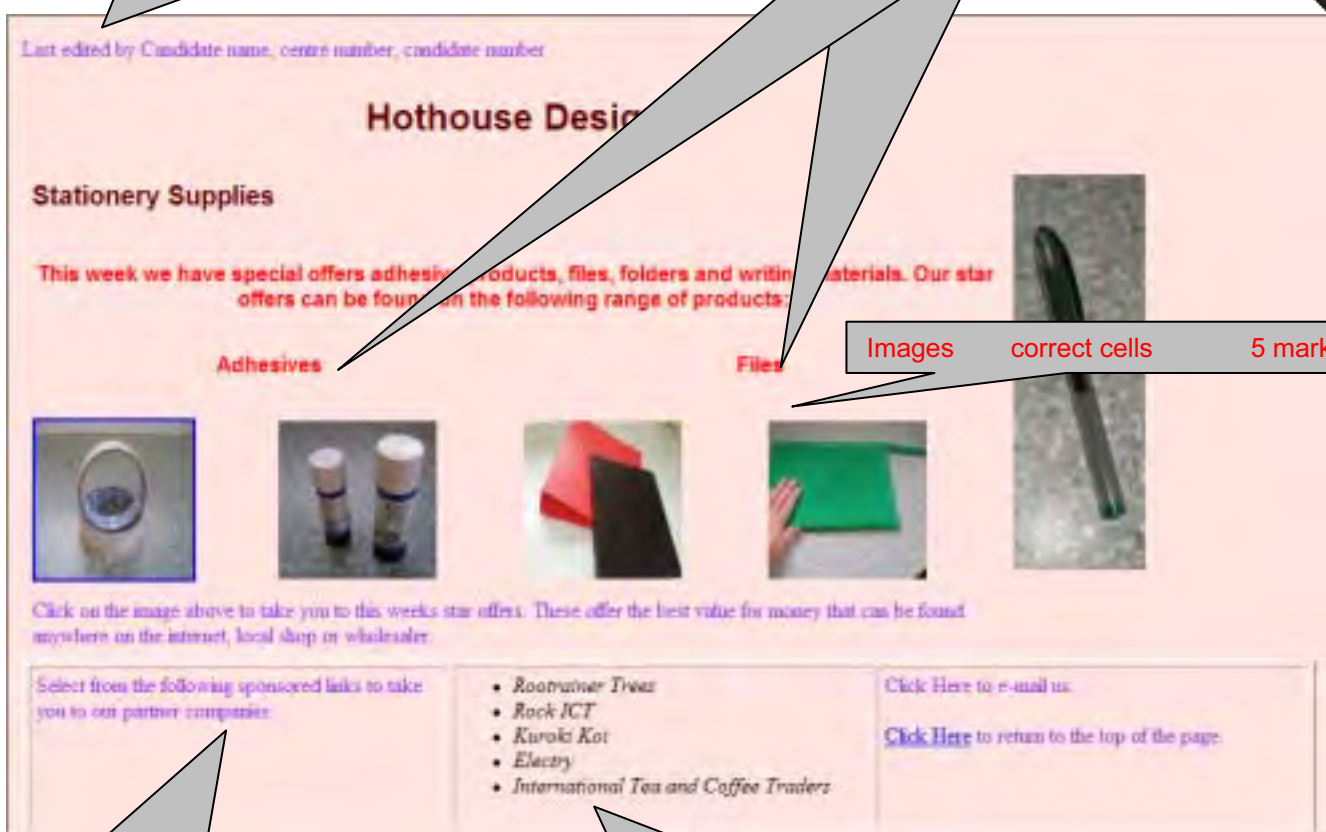 Last edited by Candidate name, centre number, candidate number
Hothouse Desig
Stationery Supplies
This week we have special offers adhesiv products, files, folders and writin materials. Our star
offers can be foun in the following range of products:
Adhesives
Files
Images correct cells 5 mark
Click on the image above to take you to this weeks star offers. These offer the best value for money that can be found
anywhere on the internet, local shop or wholesaler.
Select from the following sponsored links to take
you to our partner companies
• Rootrainer Trees
• Rock ICT
• Kuroki Koi
• Electry
• International Tea and Coffee Traders
Click Here to e-mail us.
Click Here to return to the top of the page.